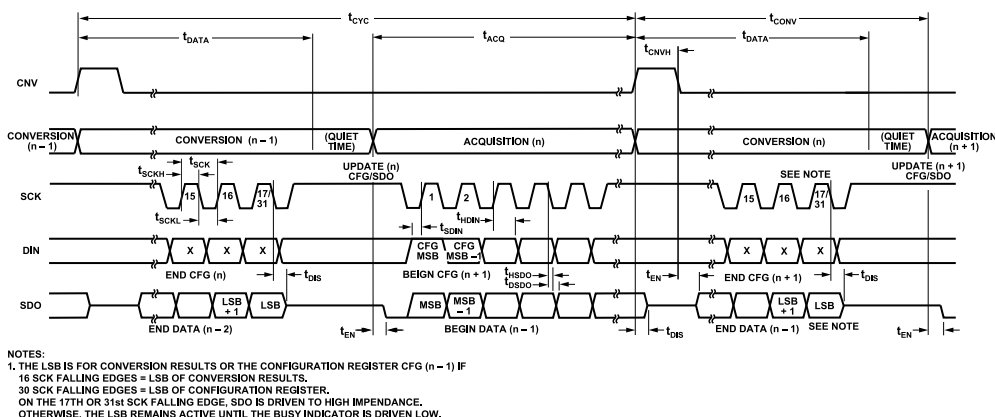 tCYC
tCONV
tDATA
tACQ
tDATA
tCNVH
CNV
CONVERSION
(n – 1)
CONVERSION (n – 1)
(QUIET
TIME)
ACQUISITION (n)
CONVERSION (n)
(QUIET
TIME)
ACQUISITION
(n + 1)
UPDATE (n)
CFG/SDO
UPDATE (n + 1)
CFG/SDO
tSCK
tSCKH
SEE NOTE
SCK
15
16
17/
31
1
2
15
16
17/
31
tSCKL
tSDIN
tHDIN
DIN
X
X
X
CFG
MSB
CFG
MSB –1
X
X
X
END CFG (n)
tDIS
BEIGN CFG (n + 1)
tHSDO
tDSDO
tEN
END CFG (n + 1)
tDIS
SDO
LSB
+ 1
LSB
MSB
MSB
– 1
LSB
+ 1
LSB
END DATA (n – 2)
tEN
BEGIN DATA (n – 1)
tDIS
END DATA (n – 1)
SEE NOTE
tEN
NOTES:
1. THE LSB IS FOR CONVERSION RESULTS OR THE CONFIGURATION REGISTER CFG (n – 1) IF
16 SCK FALLING EDGES = LSB OF CONVERSION RESULTS.
30 SCK FALLING EDGES = LSB OF CONFIGURATION REGISTER.
ON THE 17TH OR 31st SCK FALLING EDGE, SDO IS DRIVEN TO HIGH IMPENDANCE.
OTHERWISE, THE LSB REMAINS ACTIVE UNTIL THE BUSY INDICATOR IS DRIVEN LOW.